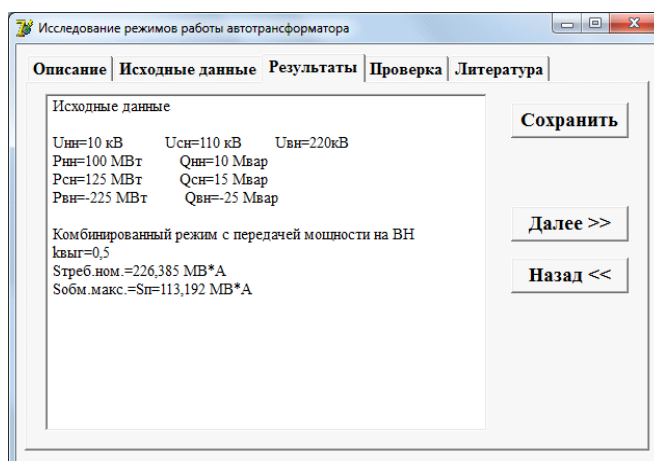 Исследование режимов работы автотрансформатора
Описание Исходные данные Результаты Проверка Литература
Исходные данные
Uнн=10 кВ Uсн=110 кВ Uвн=220кВ
Pнн=100 МВт Qнн=10 Мвар
Pсн=125 МВт Qсн=15 Мвар
Pвн=-225 МВт Qвн=-25 Мвар
Комбинированный режим с передачей мощности на ВН
kвыг=0,5
Sтреб.ном.=226,385 МВ*А
Sобм.макс.=Sп=113,192 МВ*А
Сохранить
Далее >>
Назад <<